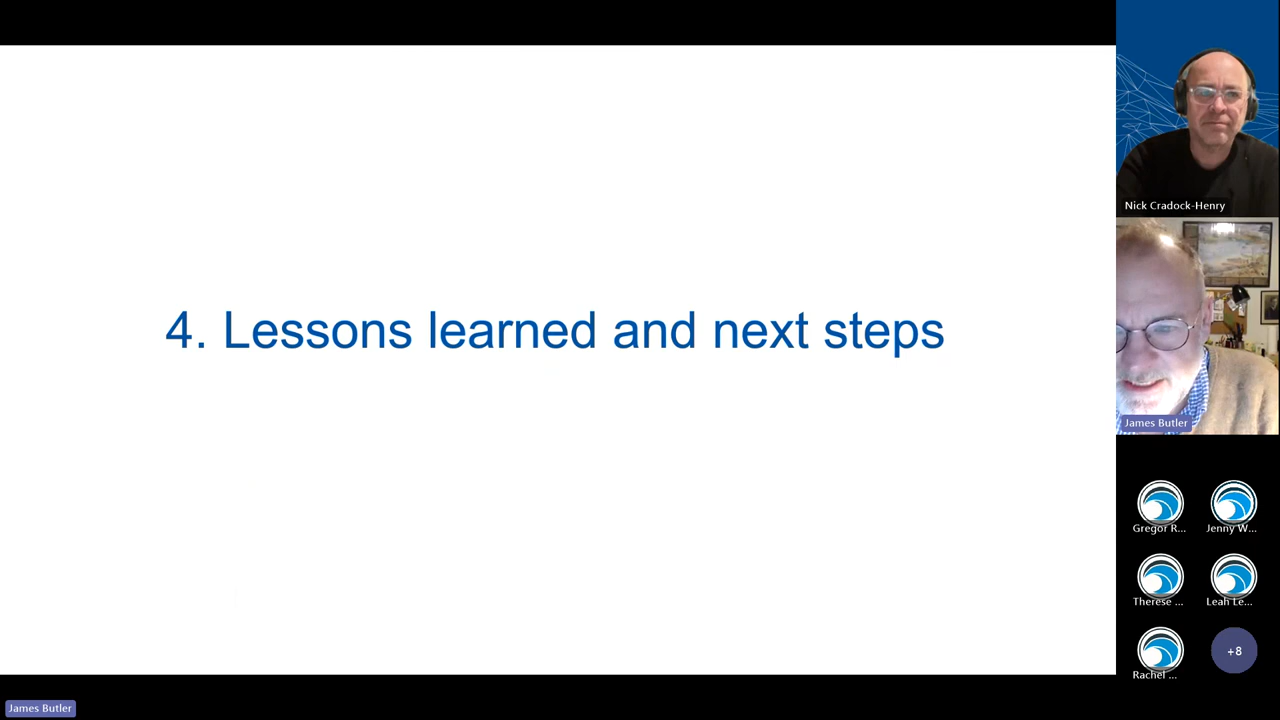 4. Lessons learned and next steps
Nick Cradock-Henry
James Butler
Gregor R...
Jenny W...
Therese ...
Leah Le...
Rachel ...
+8
James Butler